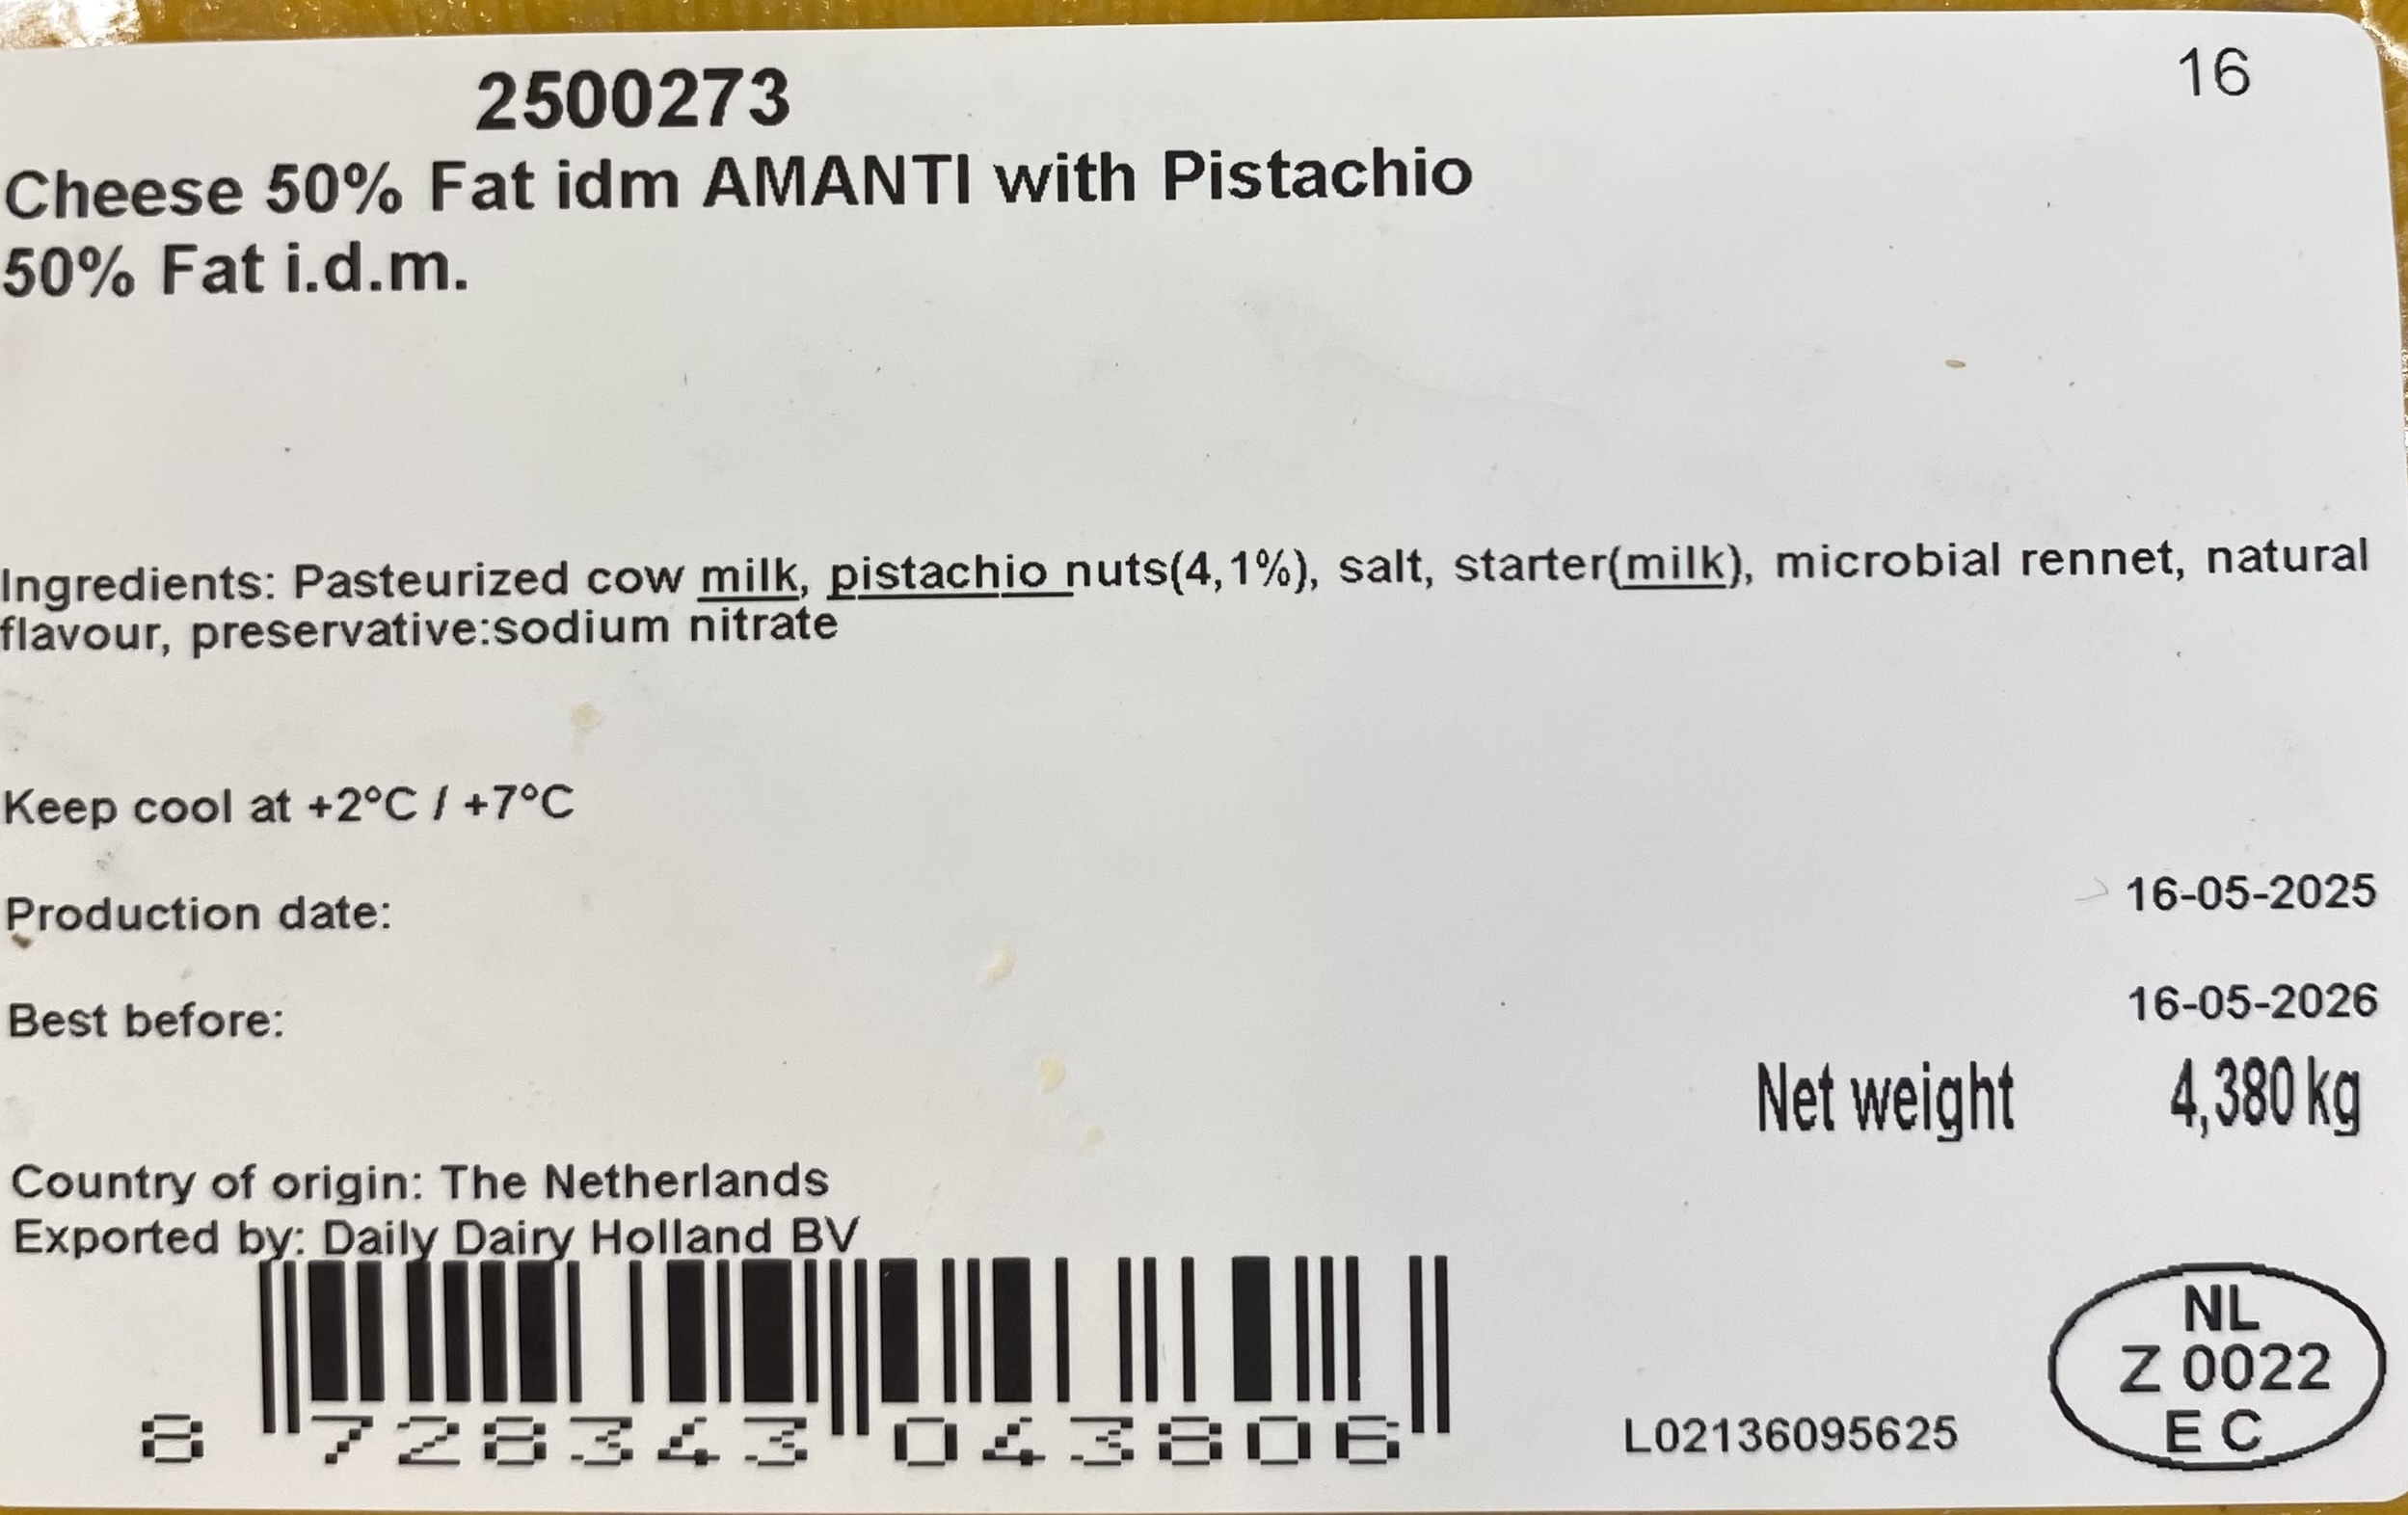 2500273
16
Cheese 50% Fat idm AMANTI with Pistachio
50% Fat i.d.m.
Ingredients: Pasteurized cow milk, pistachio nuts(4,1%), salt, starter(milk), microbial rennet, natural
flavour, preservative:sodium nitrate
Keep cool at +2°C / +7°C
Production date: 16-05-2025
Best before: 16-05-2026
Net weight 4,380 kg
Country of origin: The Netherlands
Exported by: Daily Dairy Holland BV
8 728343 043806
L02136095625
NL
Z 0022
EC